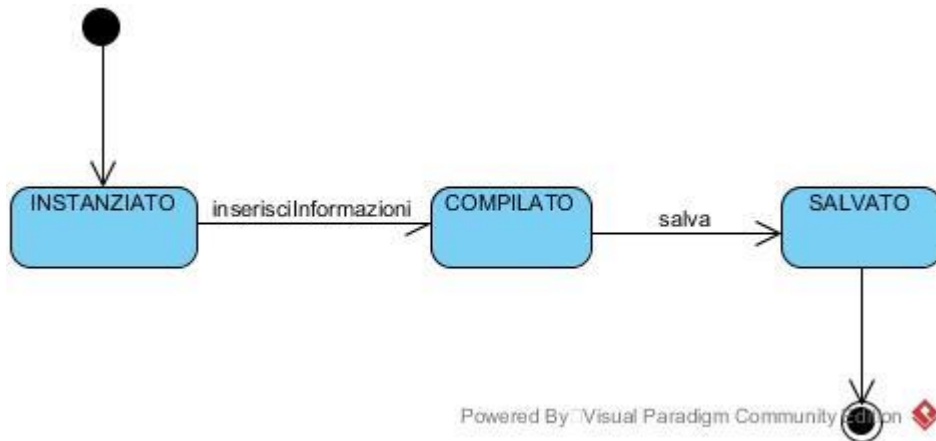 INSTANZIATO
inserisciInformazioni
COMPILATO
salva
SALVATO
Powered By Visual Paradigm Community Edition